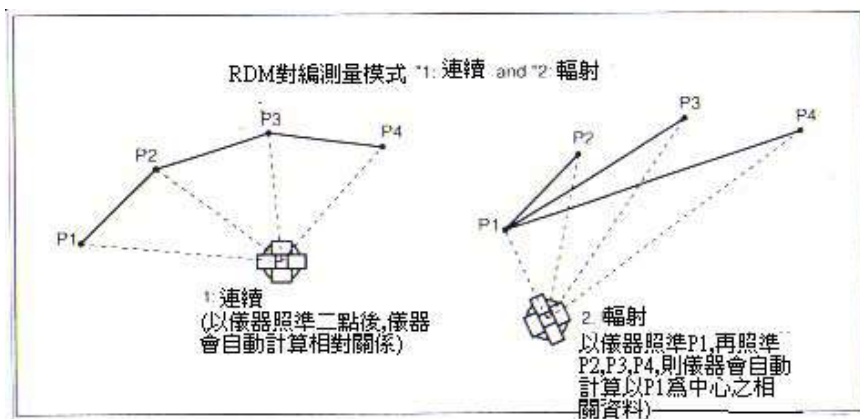 RDM對編測量模式 "1: 連續 and "2: 輻射
P1
P2
P3
P4
1: 連續
(以儀器照準二點後,儀器
會自動計算相對關係)
P1
P2
P3
P4
2. 輻射
以儀器照準P1,再照準
P2,P3,P4,則儀器會自動
計算以P1為中心之相
關資料)